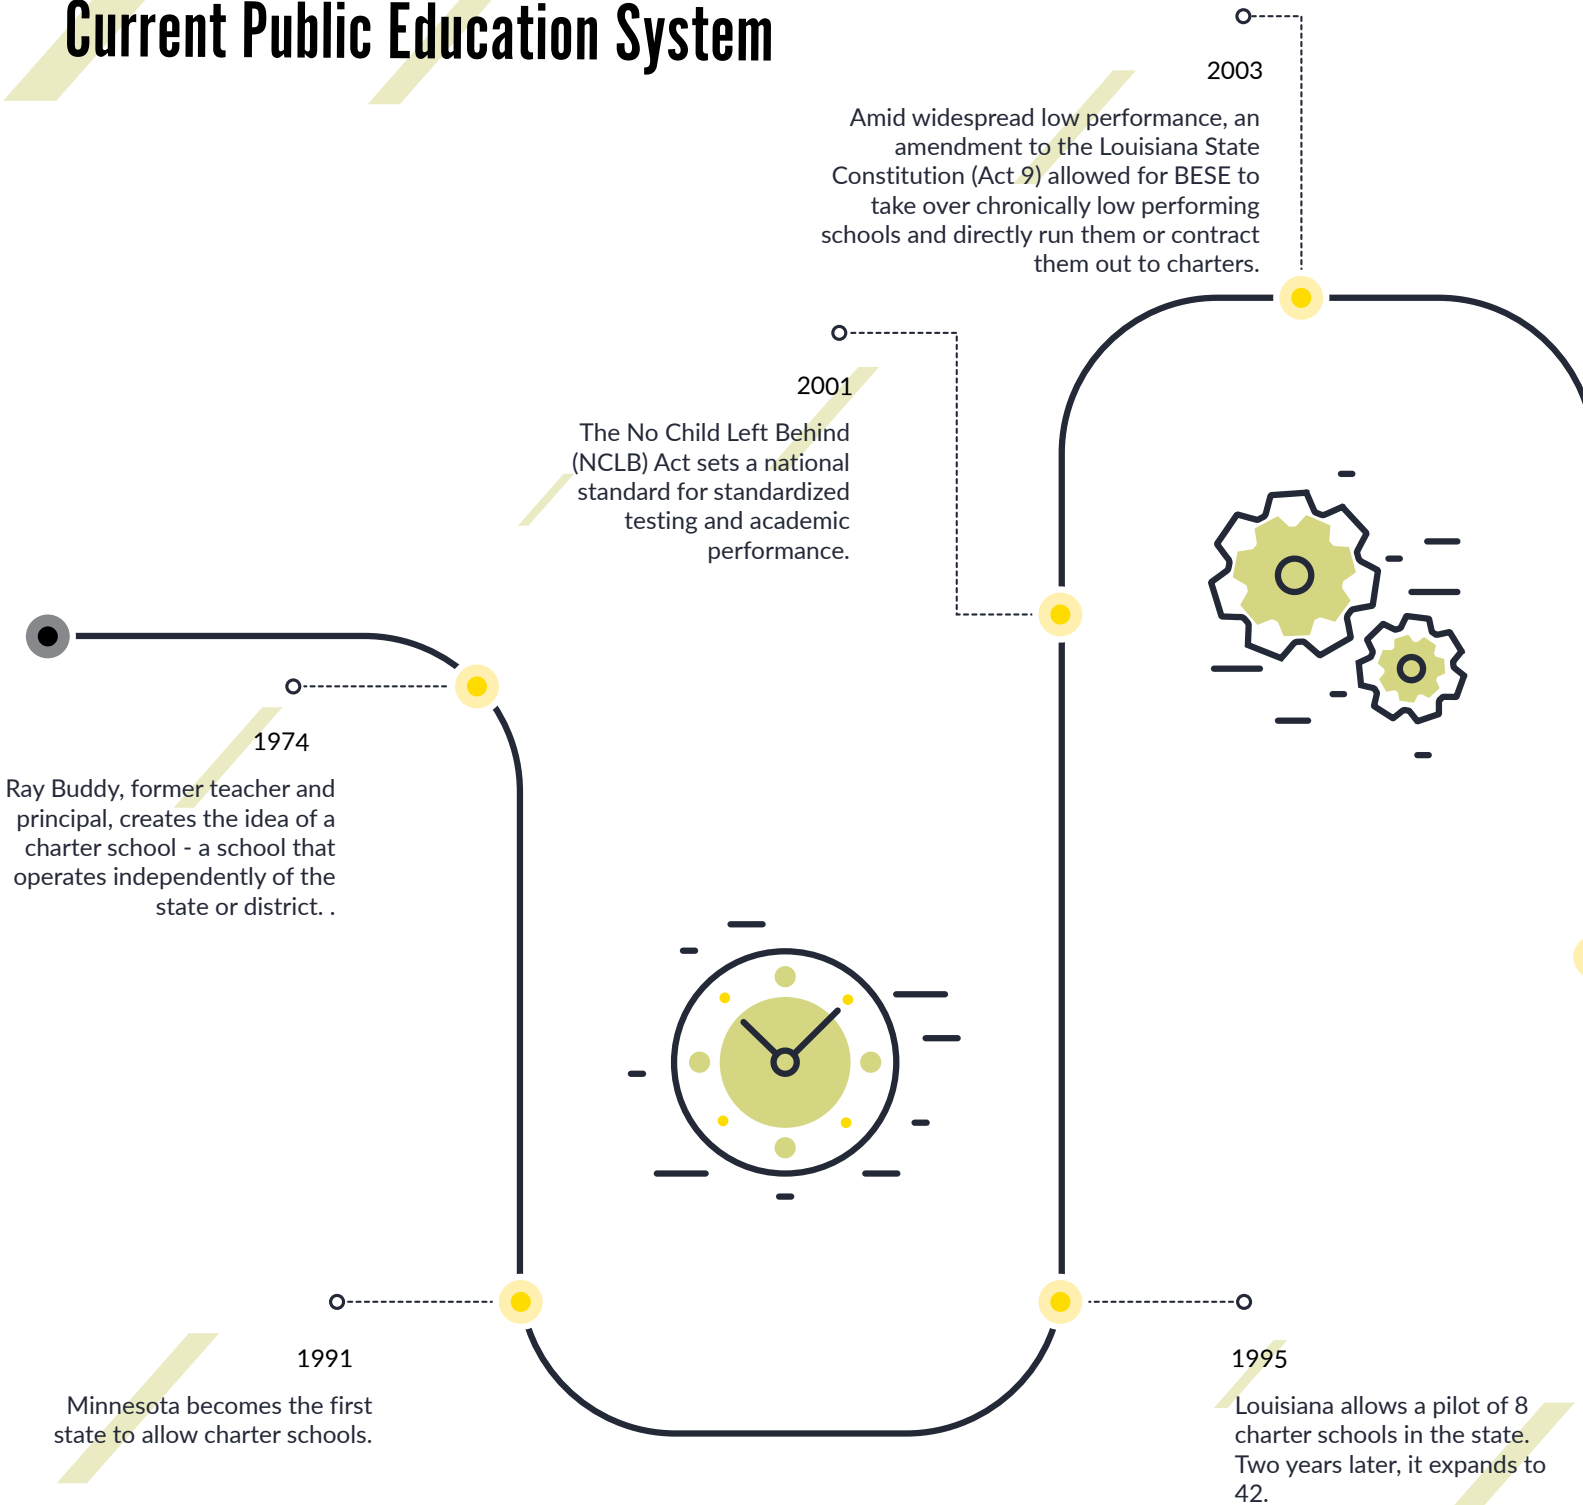 Current Public Education System
1974
Ray Buddy, former teacher and
principal, creates the idea of a
charter school - a school that
operates independently of the
state or district. .
1991
Minnesota becomes the first
state to allow charter schools.
1995
Louisiana allows a pilot of 8
charter schools in the state.
Two years later, it expands to
42.
2001
The No Child Left Behind
(NCLB) Act sets a national
standard for standardized
testing and academic
performance.
2003
Amid widespread low performance, an
amendment to the Louisiana State
Constitution (Act 9) allowed for BESE to
take over chronically low performing
schools and directly run them or contract
them out to charters.